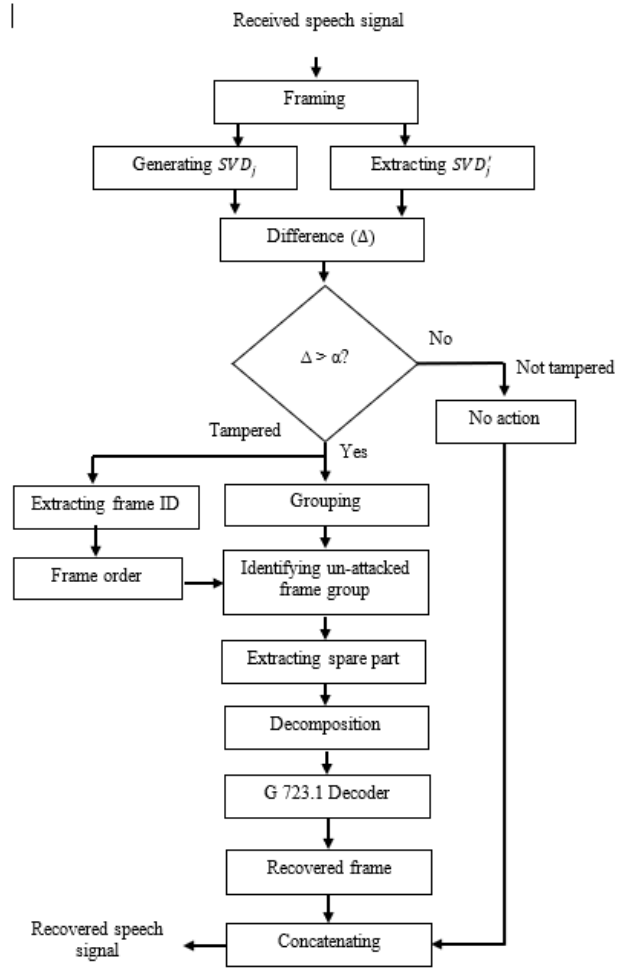 Received speech signal
Framing
Generating SVD_j
Extracting SVD'_j
Difference (Δ)
Δ > α?
No
Not tampered
No action
Tampered
Yes
Extracting frame ID
Grouping
Frame order
Identifying un-attacked
frame group
Extracting spare part
Decomposition
G 723.1 Decoder
Recovered frame
Concatenating
Recovered speech
signal